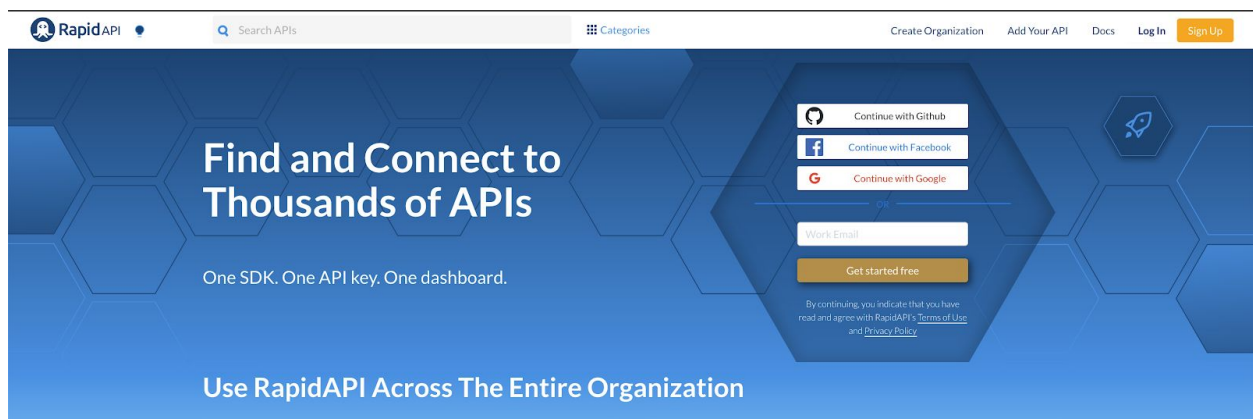 RapidAPI
Search APIs
Categories
Create Organization
Add Your API
Docs
Log In
Sign Up
Find and Connect to
Thousands of APIs
One SDK. One API key. One dashboard.
Continue with Github
Continue with Facebook
Continue with Google
OR
Work Email
Get started free
By continuing, you indicate that you have
read and agree with RapidAPI's Terms of Use
and Privacy Policy
Use RapidAPI Across The Entire Organization